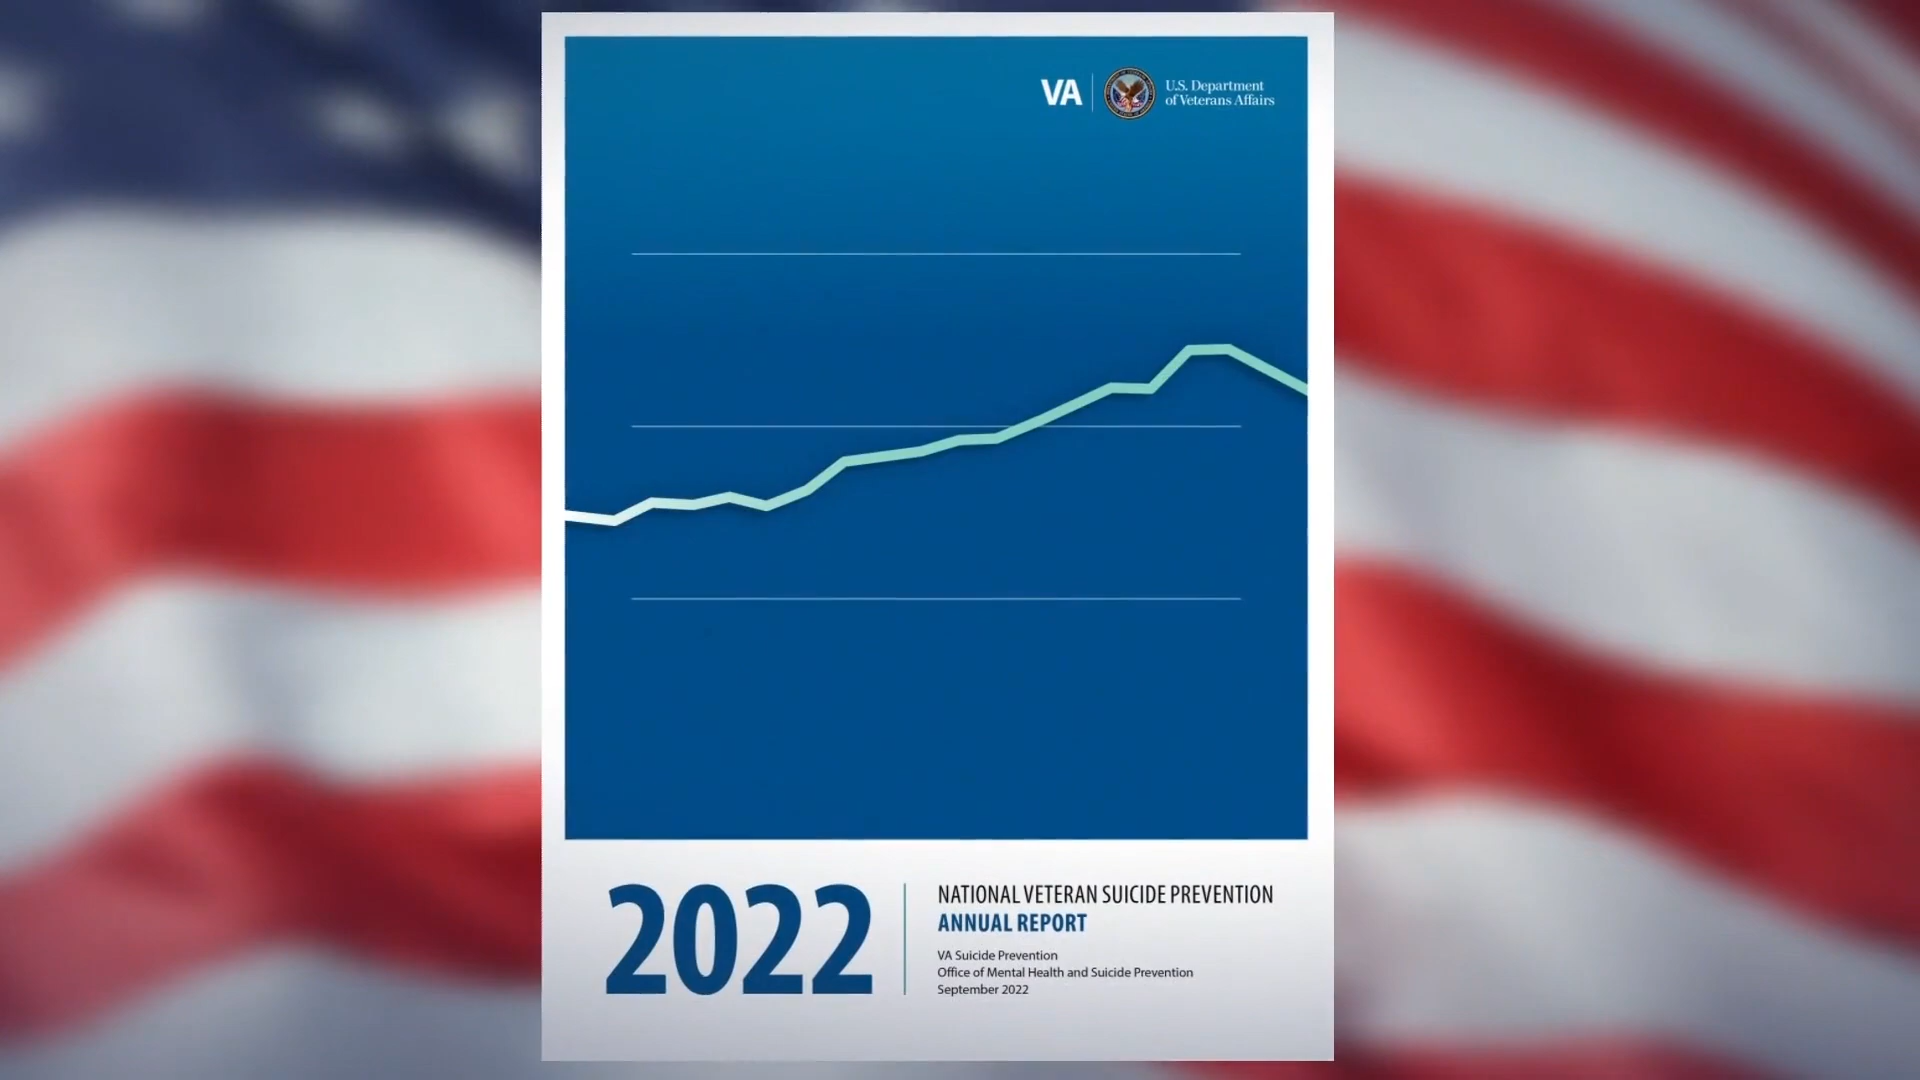 VA
U.S. Department
of Veterans Affairs
2022
NATIONAL VETERAN SUICIDE PREVENTION
ANNUAL REPORT
VA Suicide Prevention
Office of Mental Health and Suicide Prevention
September 2022